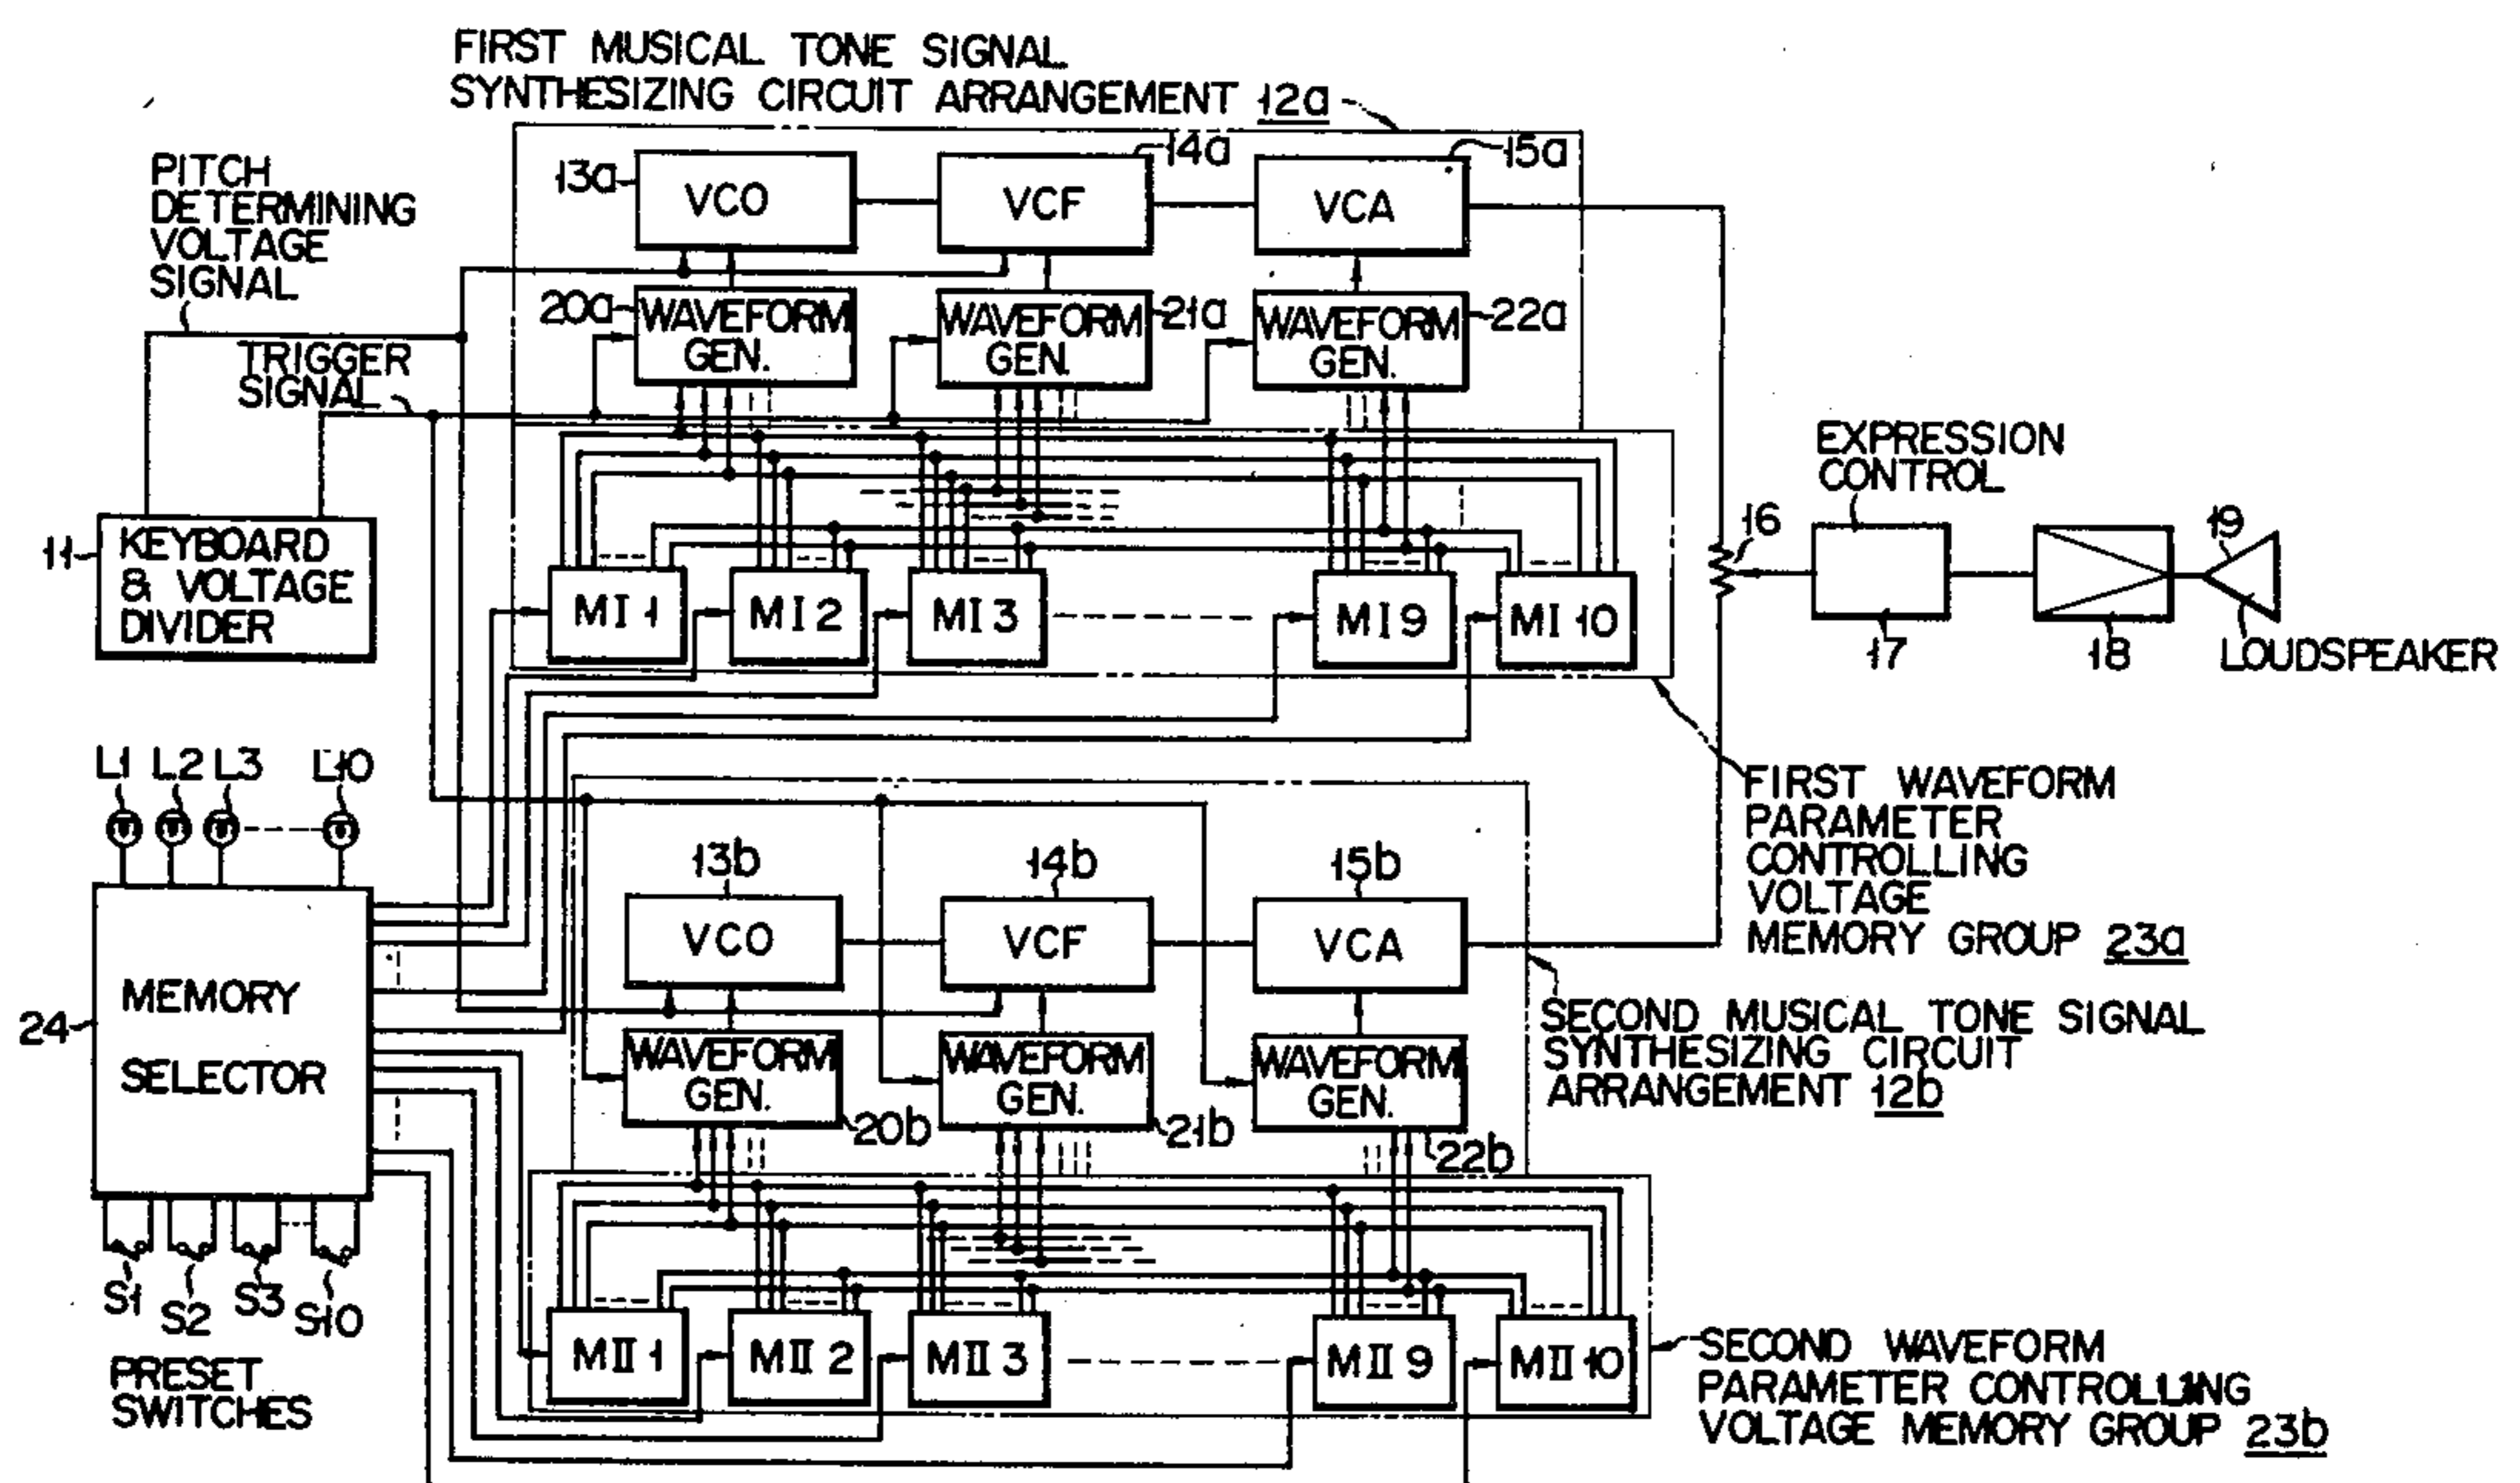 FIRST MUSICAL TONE SIGNAL
SYNTHESIZING CIRCUIT ARRANGEMENT 12a
PITCH
DETERMINING
VOLTAGE
SIGNAL
13a
VCO
14a
VCF
15a
VCA
20a
WAVEFORM
GEN.
21a
WAVEFORM
GEN.
22a
WAVEFORM
GEN.
TRIGGER
SIGNAL
11
KEYBOARD
& VOLTAGE
DIVIDER
MI 1
MI 2
MI 3
MI 9
MI 10
EXPRESSION
CONTROL
16
17
18
19
LOUDSPEAKER
FIRST WAVEFORM
PARAMETER
CONTROLLING
VOLTAGE
MEMORY GROUP 23a
L1 L2 L3 L10
24
MEMORY
SELECTOR
S1 S2 S3 S10
PRESET
SWITCHES
13b
VCO
14b
VCF
15b
VCA
WAVEFORM
GEN.
20b
WAVEFORM
GEN.
21b
WAVEFORM
GEN.
22b
SECOND MUSICAL TONE SIGNAL
SYNTHESIZING CIRCUIT
ARRANGEMENT 12b
MII 1
MII 2
MII 3
MII 9
MII 10
SECOND WAVEFORM
PARAMETER CONTROLLING
VOLTAGE MEMORY GROUP 23b